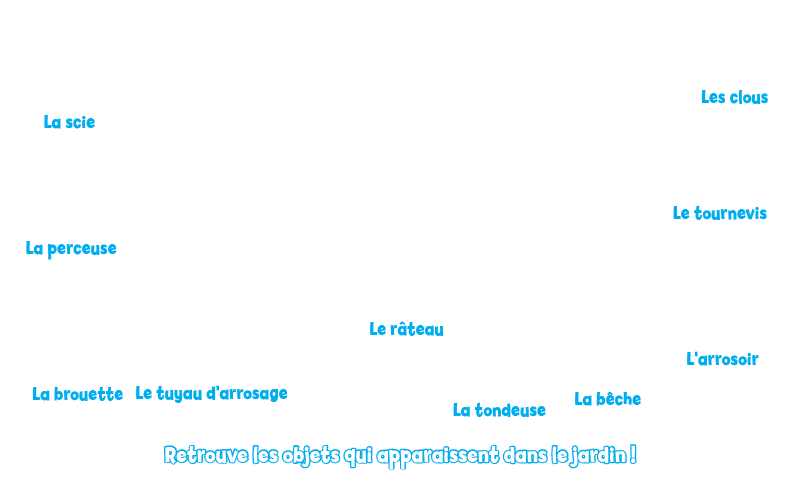 Les clous
La scie
Le tournevis
La perceuse
Le râteau
L'arrosoir
La brouette
Le tuyau d'arrosage
La bêche
La tondeuse
Retrouve les objets qui apparaissent dans le jardin !